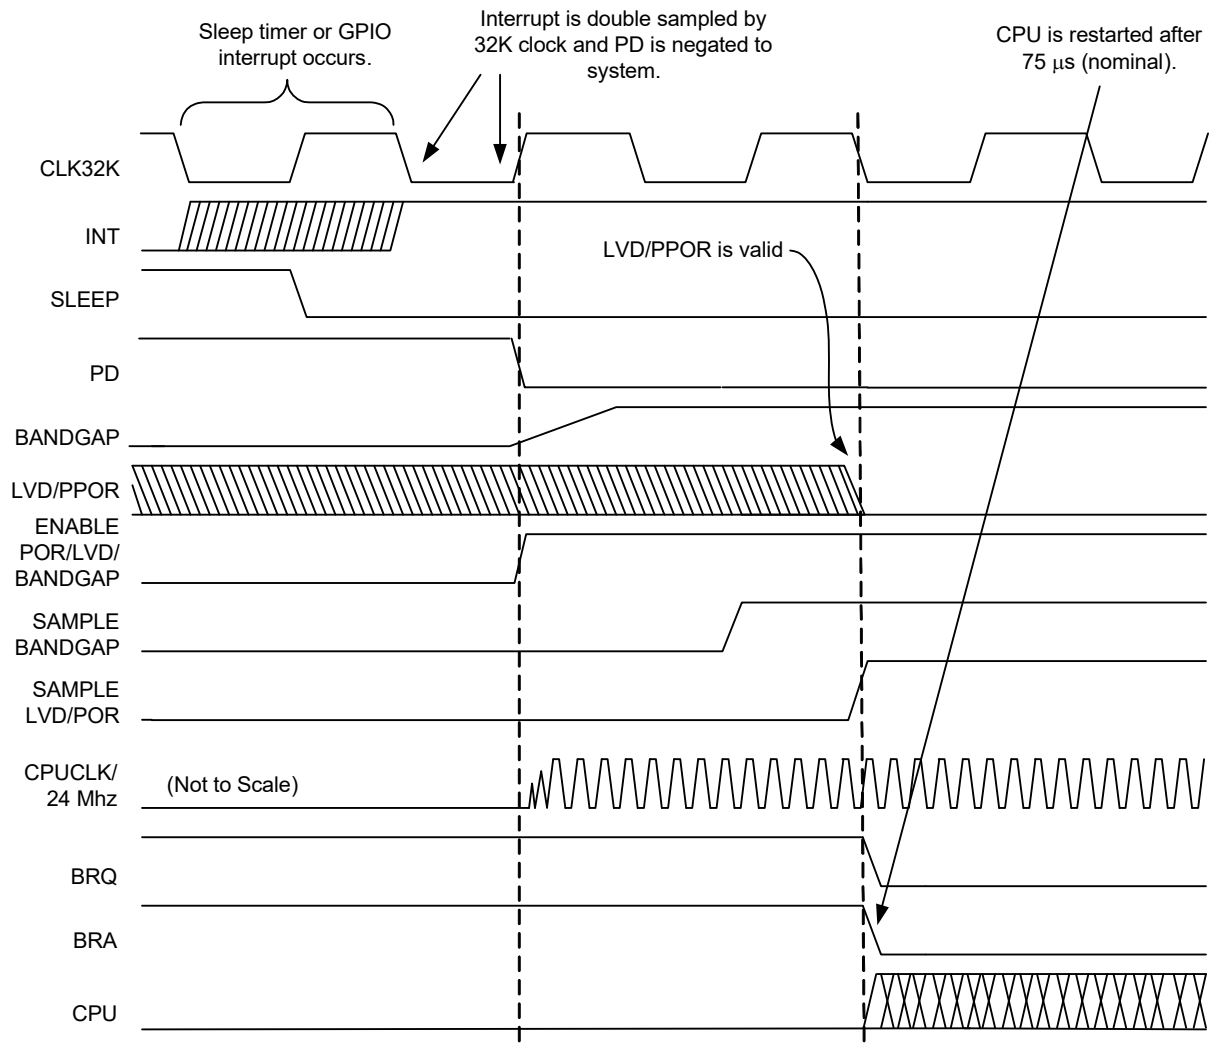 Sleep timer or GPIO
interrupt occurs.
Interrupt is double sampled by
32K clock and PD is negated to
system.
CPU is restarted after
75 µs (nominal).
CLK32K
INT
LVD/PPOR is valid
SLEEP
PD
BANDGAP
LVD/PPOR
ENABLE
POR/LVD/
BANDGAP
SAMPLE
BANDGAP
SAMPLE
LVD/POR
CPUCLK/
24 Mhz
(Not to Scale)
BRQ
BRA
CPU